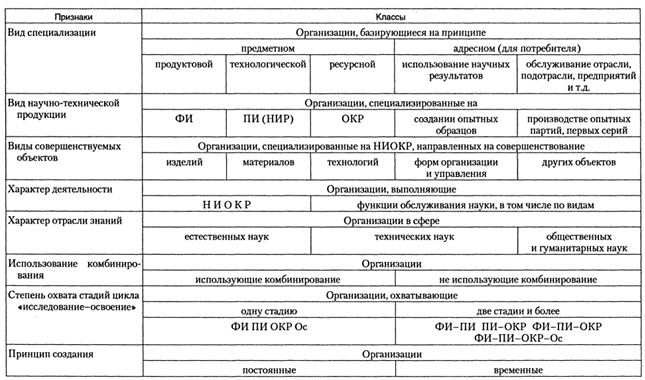 Признаки Классы
Вид специализации Организации, базирующиеся на принципе
предметном адресном (для потребителя)
продуктовой технологической ресурсной использование научных обслуживание отрасли,
результатов подотрасли, предприятий
и т.д.
Вид научно-технической Организации, специализированные на
продукции
ФИ ПИ (НИР) ОКР создании опытных производстве опытных
образцов партий, первых серий
Виды совершенствуемых Организации, специализированные на НИОКР, направленных на совершенствование
объектов
изделий материалов технологий форм организации других объектов
и управления
Характер деятельности Организации, выполняющие
Н И О К Р функции обслуживания науки, в том числе по видам
Характер отрасли знаний Организации в сфере
естественных наук технических наук общественных
и гуманитарных наук
Использование комбиниро- Организации
вания
использующие комбинирование не использующие комбинирование
Степень охвата стадий цикла Организации, охватывающие
«исследование–освоение»
одну стадию две стадии и более
ФИ ПИ ОКР Ос ФИ–ПИ ПИ–ОКР ФИ–ПИ–ОКР
ФИ–ПИ–ОКР–Ос
Принцип создания Организации
постоянные временные